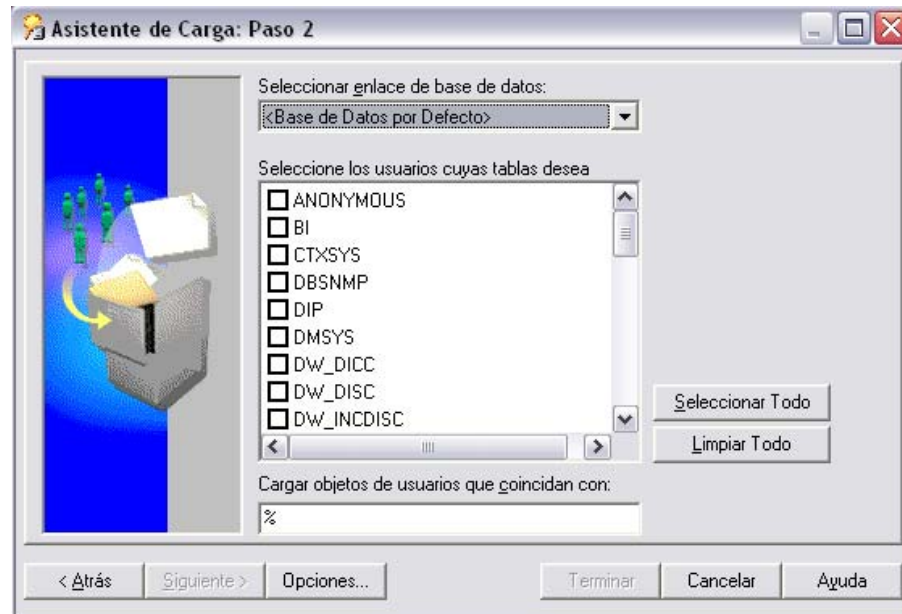 Asistente de Carga: Paso 2
Seleccionar enlace de base de datos:
<Base de Datos por Defecto>
Seleccione los usuarios cuyas tablas desea
ANONYMOUS
BI
CTXSYS
DBSNMP
DIP
DMSYS
DW_DICC
DW_DISC
DW_INCDISC
Seleccionar Todo
Limpiar Todo
Cargar objetos de usuarios que coincidan con:
%
< Atrás
Siguiente >
Opciones...
Terminar
Cancelar
Ayuda